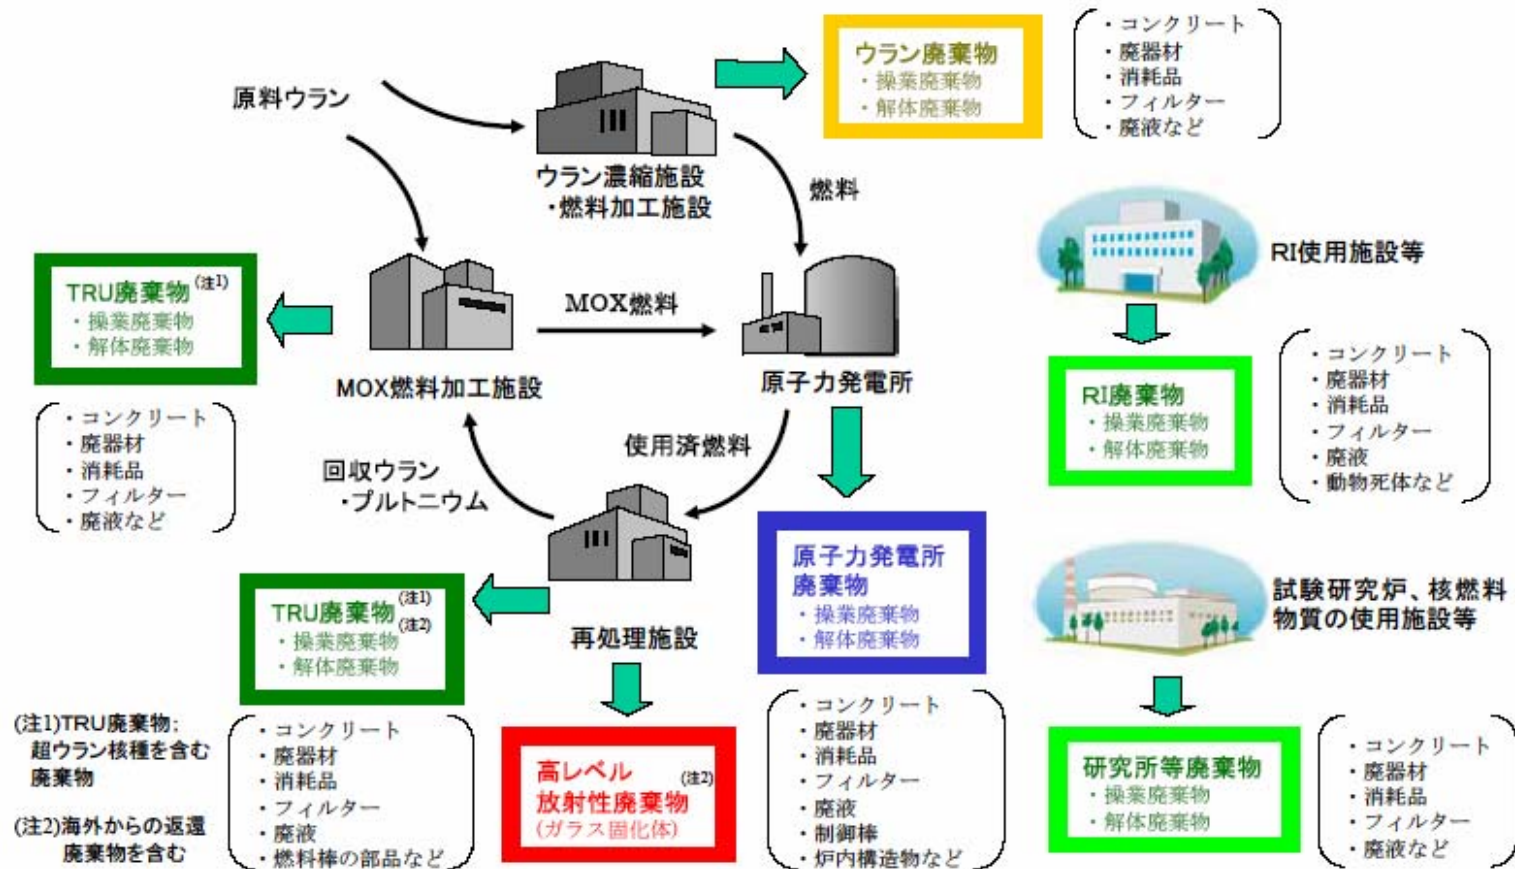 原料ウラン
ウラン濃縮施設
・燃料加工施設
ウラン廃棄物
・操業廃棄物
・解体廃棄物
・コンクリート
・廃器材
・消耗品
・フィルター
・廃液など
燃料
TRU廃棄物(注1)
・操業廃棄物
・解体廃棄物
・コンクリート
・廃器材
・消耗品
・フィルター
・廃液など
MOX燃料加工施設
MOX燃料
原子力発電所
使用済燃料
回収ウラン
・プルトニウム
再処理施設
TRU廃棄物(注1)
(注2)
・操業廃棄物
・解体廃棄物
・コンクリート
・廃器材
・消耗品
・フィルター
・廃液
・燃料棒の部品など
高レベル
放射性廃棄物(注2)
(ガラス固化体)
原子力発電所
廃棄物
・操業廃棄物
・解体廃棄物
・コンクリート
・廃器材
・消耗品
・フィルター
・廃液
・制御棒
・炉内構造物など
RI使用施設等
RI廃棄物
・操業廃棄物
・解体廃棄物
・コンクリート
・廃器材
・消耗品
・フィルター
・廃液
・動物死体など
試験研究炉、核燃料
物質の使用施設等
研究所等廃棄物
・操業廃棄物
・解体廃棄物
・コンクリート
・廃器材
・消耗品
・フィルター
・廃液など
(注1)TRU廃棄物:
超ウラン核種を含む
廃棄物
(注2)海外からの返還
廃棄物を含む